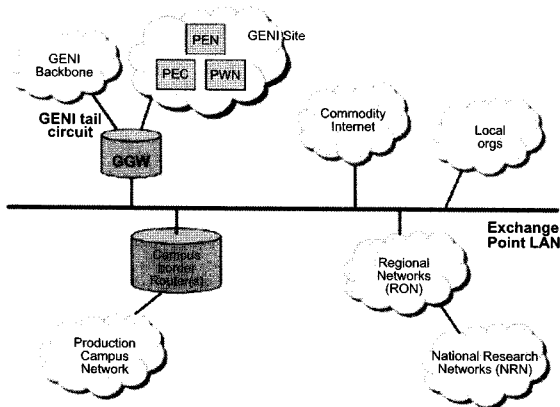 PEN
GENI Site
GENI
Backbone
PEC
PWN
GENI tail
circuit
GGW
Commodity
Internet
Local
orgs
Exchange
Point LAN
Campus
border
Router(s)
Regional
Networks
(RON)
Production
Campus
Network
National Research
Networks (NRN)